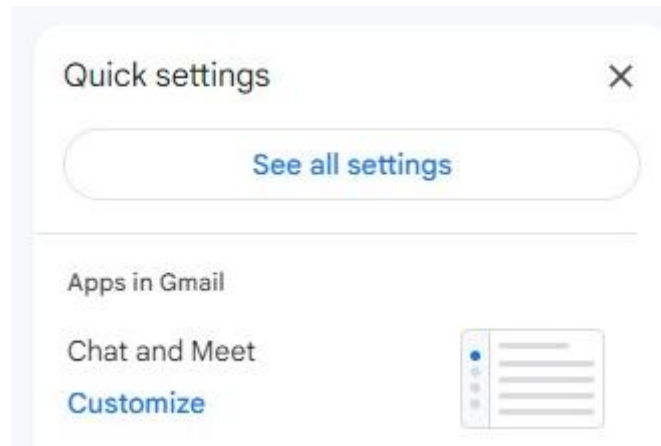 Quick settings
See all settings
Apps in Gmail
Chat and Meet
Customize